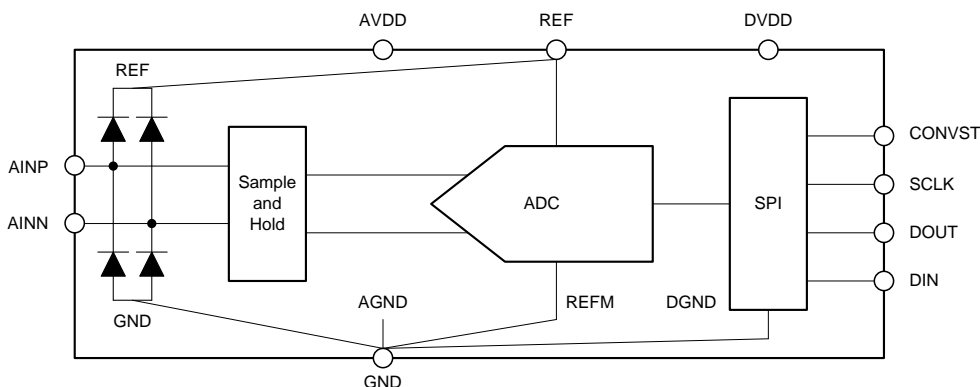 AVDD
REF
DVDD
REF
CONVST
AINP
Sample
and
Hold
ADC
SPI
SCLK
AINN
DOUT
DIN
AGND
REFM
DGND
GND
GND